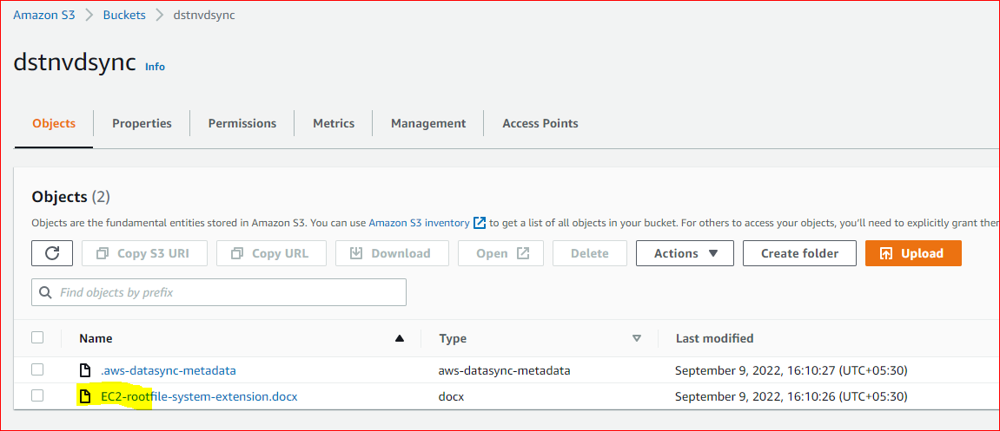 Amazon S3 > Buckets > dstnvdsync
dstnvdsync Info
Objects Properties Permissions Metrics Management Access Points
Objects (2)
Objects are the fundamental entities stored in Amazon S3. You can use Amazon S3 inventory to get a list of all objects in your bucket. For others to access your objects, you'll need to explicitly grant
Copy S3 URI Copy URL Download Open Delete Actions Create folder Upload
Find objects by prefix
Name Type Last modified
.aws-datasync-metadata aws-datasync-metadata September 9, 2022, 16:10:27 (UTC+05:30)
EC2-rootfile-system-extension.docx docx September 9, 2022, 16:10:26 (UTC+05:30)